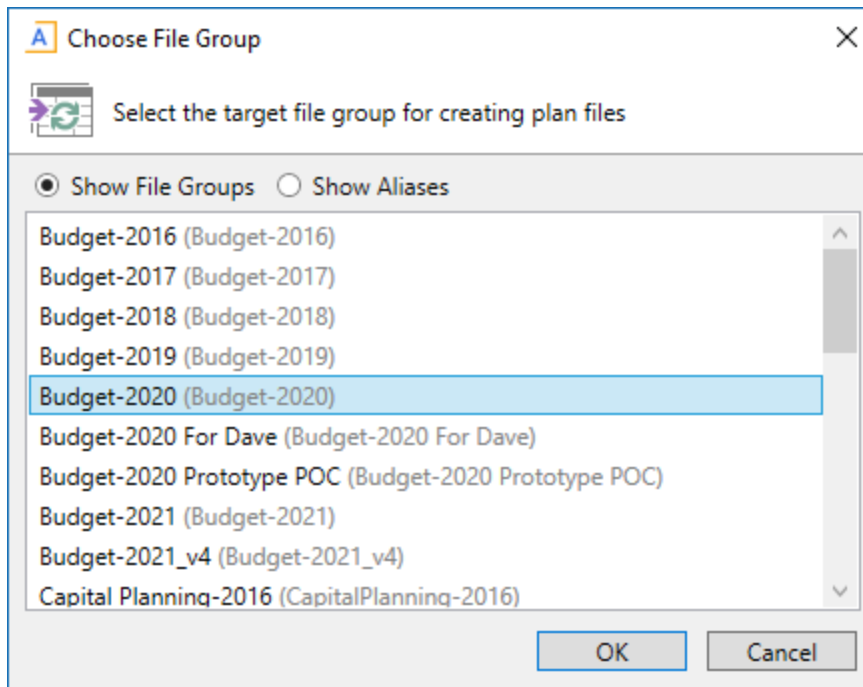 A Choose File Group
Select the target file group for creating plan files
Show File Groups Show Aliases
Budget-2016 (Budget-2016)
Budget-2017 (Budget-2017)
Budget-2018 (Budget-2018)
Budget-2019 (Budget-2019)
Budget-2020 (Budget-2020)
Budget-2020 For Dave (Budget-2020 For Dave)
Budget-2020 Prototype POC (Budget-2020 Prototype POC)
Budget-2021 (Budget-2021)
Budget-2021_v4 (Budget-2021_v4)
Capital Planning-2016 (CapitalPlanning-2016)
OK Cancel